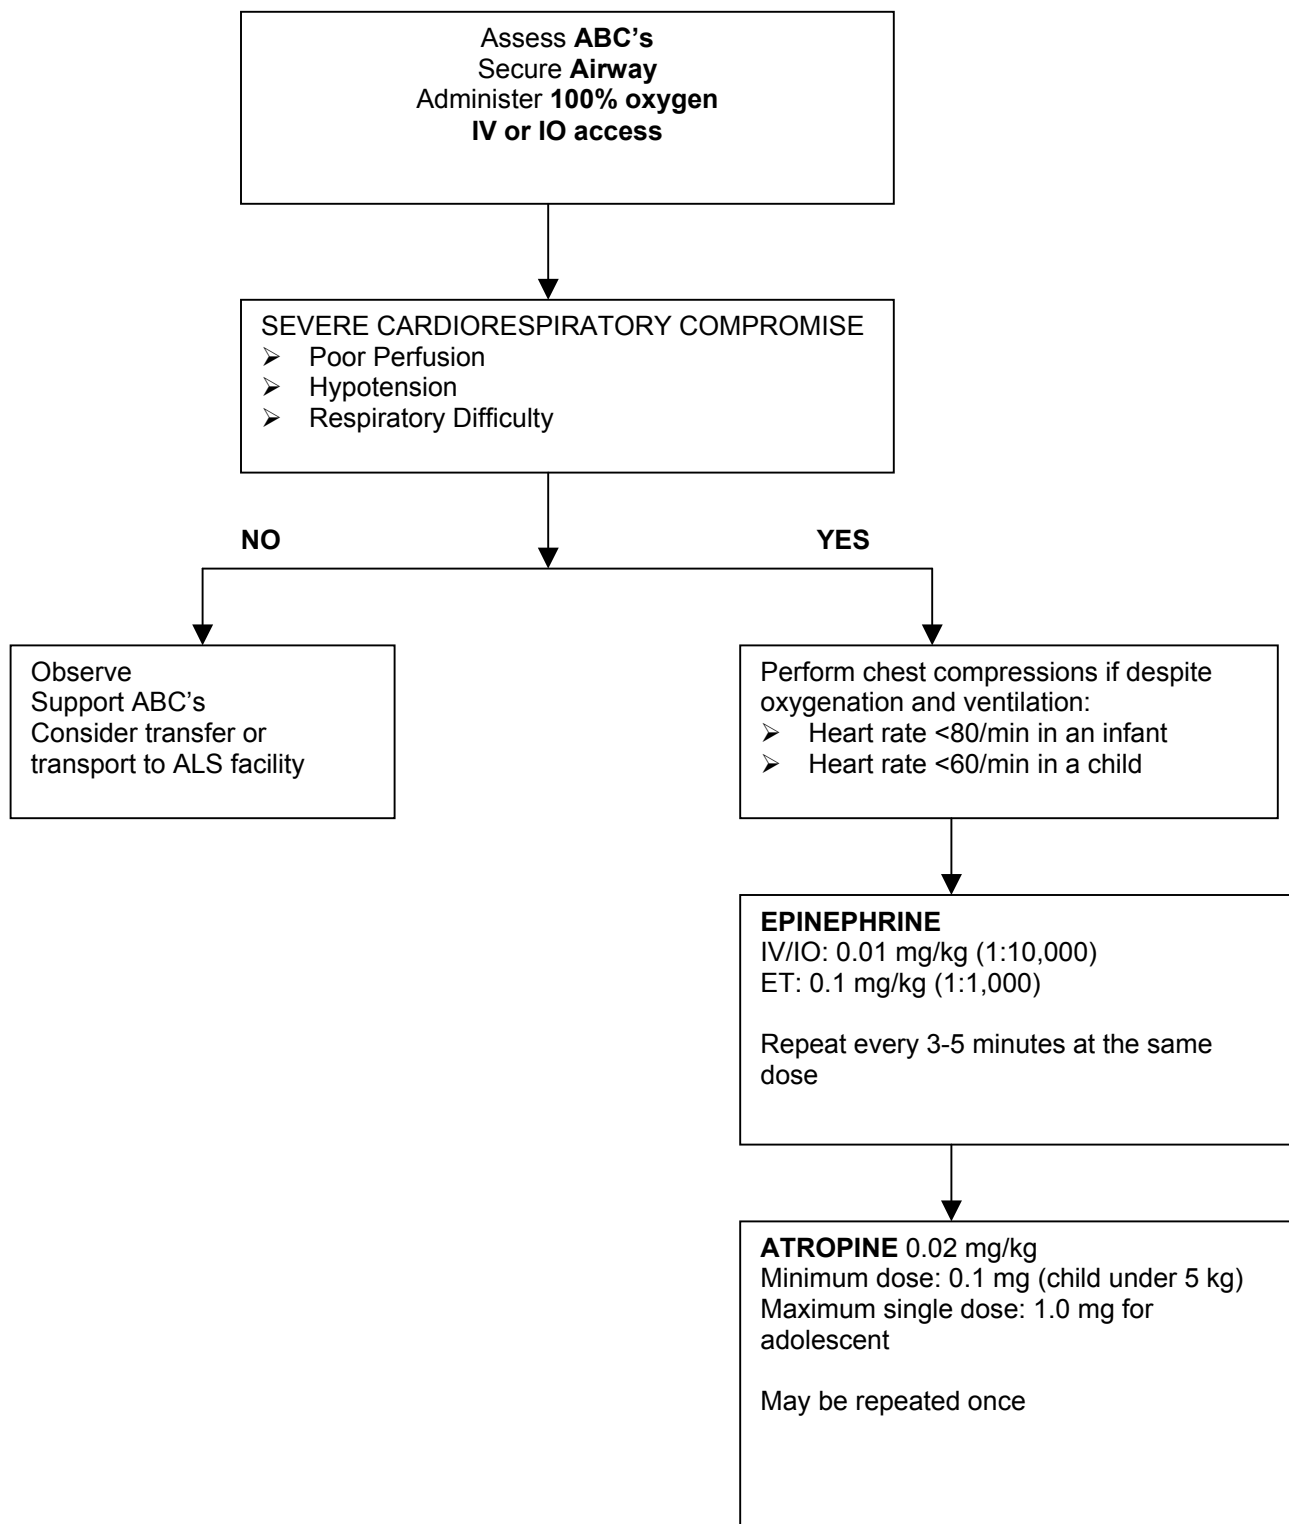 Assess ABC’s
Secure Airway
Administer 100% oxygen
IV or IO access
SEVERE CARDIORESPIRATORY COMPROMISE
➢ Poor Perfusion
➢ Hypotension
➢ Respiratory Difficulty
NO
YES
Observe
Support ABC’s
Consider transfer or
transport to ALS facility
Perform chest compressions if despite
oxygenation and ventilation:
➢ Heart rate <80/min in an infant
➢ Heart rate <60/min in a child
EPINEPHRINE
IV/IO: 0.01 mg/kg (1:10,000)
ET: 0.1 mg/kg (1:1,000)
Repeat every 3-5 minutes at the same
dose
ATROPINE 0.02 mg/kg
Minimum dose: 0.1 mg (child under 5 kg)
Maximum single dose: 1.0 mg for
adolescent
May be repeated once